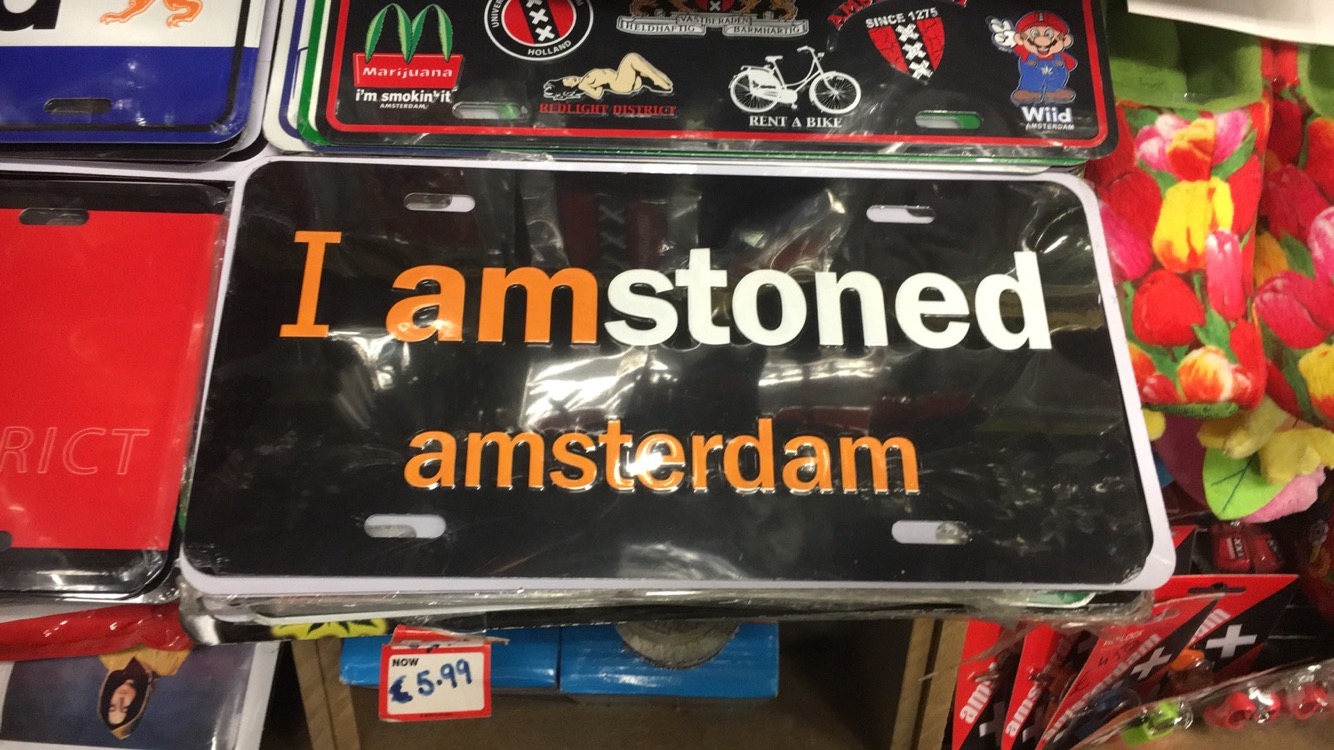 Marijuana
i'm smokin' it
AMSTERDAM
HOLLAND
HELDHAFTIG
VASTBERADEN
BARMHARTIG
REDLIGHT DISTRICT
RENT A BIKE
SINCE 1275
Wiid
AMSTERDAM
I amstoned
amsterdam
RICT
NOW
€5.99